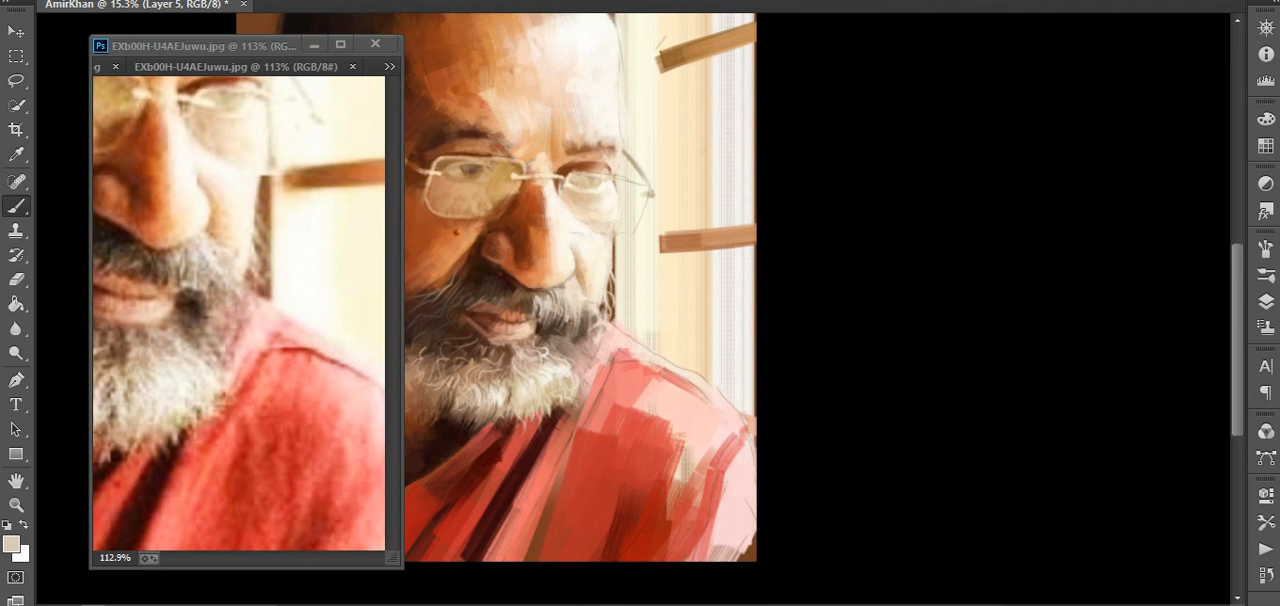 AmirKhan @ 15.3% (Layer 5, RGB/8) * ×
Ps EXb00H-U4AEJuwu.jpg @ 113% (RG...
g × EXb00H-U4AEJuwu.jpg @ 113% (RGB/8#) × >>
112.9%